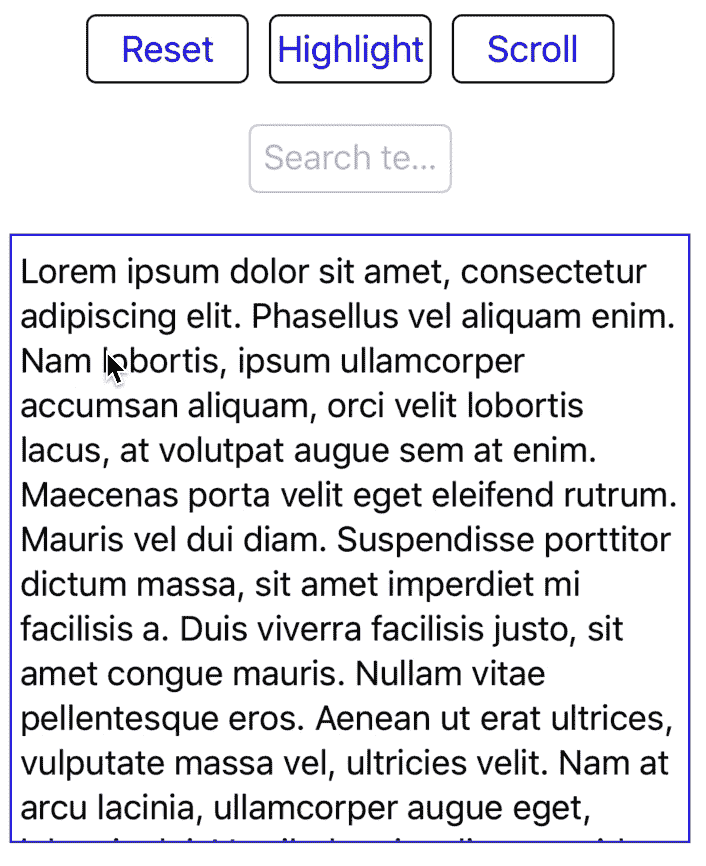 Reset Highlight Scroll
Search te...
Lorem ipsum dolor sit amet, consectetur
adipiscing elit. Phasellus vel aliquam enim.
Nam lobortis, ipsum ullamcorper
accumsan aliquam, orci velit lobortis
lacus, at volutpat augue sem at enim.
Maecenas porta velit eget eleifend rutrum.
Mauris vel dui diam. Suspendisse porttitor
dictum massa, sit amet imperdiet mi
facilisis a. Duis viverra facilisis justo, sit
amet congue mauris. Nullam vitae
pellentesque eros. Aenean ut erat ultrices,
vulputate massa vel, ultricies velit. Nam at
arcu lacinia, ullamcorper augue eget,